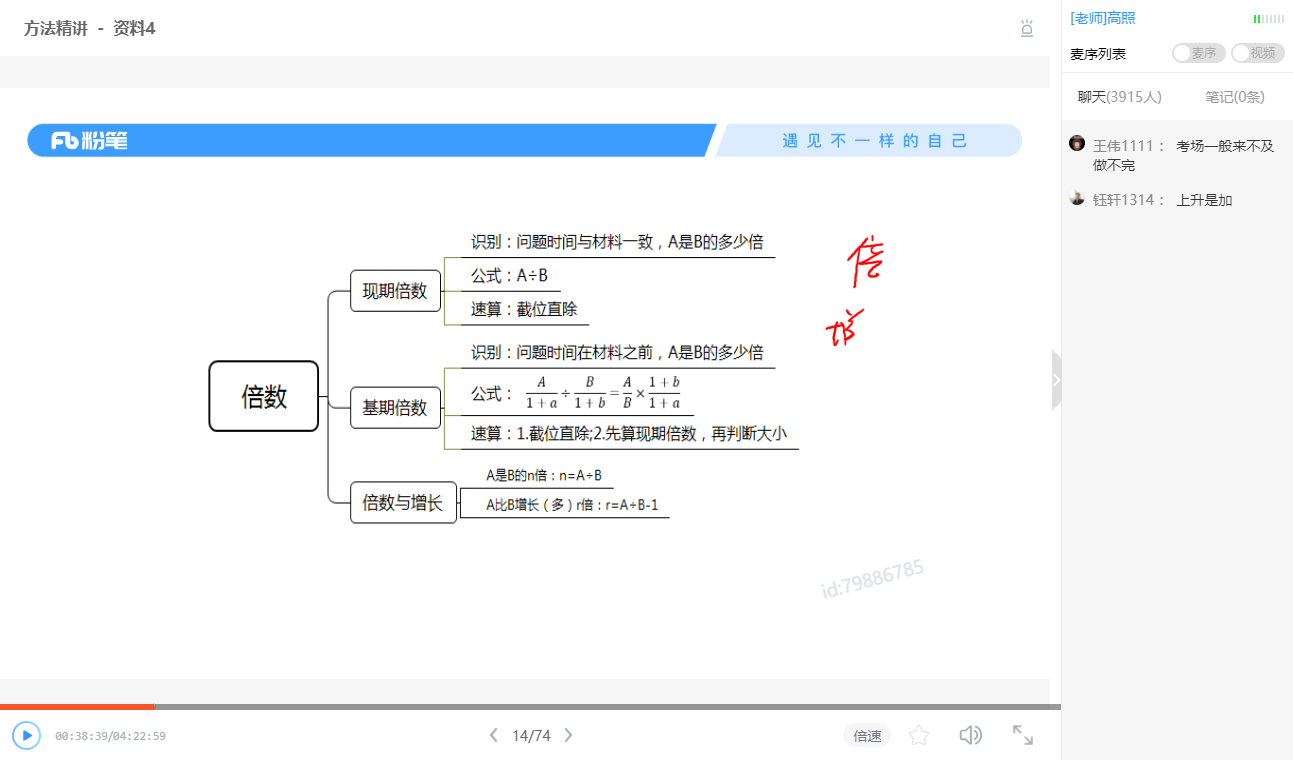 方法精讲 - 资料4
粉笔
遇见不一样的自己
倍数
现期倍数
识别：问题时间与材料一致，A是B的多少倍
公式：A÷B
速算：截位直除
基期倍数
识别：问题时间在材料之前，A是B的多少倍
公式： A/(1+a) ÷ B/(1+b) = A/B × (1+b)/(1+a)
速算：1.截位直除;2.先算现期倍数，再判断大小
倍数与增长
A是B的n倍：n=A÷B
A比B增长（多）r倍：r=A÷B-1
倍
增
id:79886785
00:38:39/04:22:59
14/74
倍速
[老师]高照
麦序列表
麦序
视频
聊天(3915人)
笔记(0条)
王伟1111： 考场一般来不及
做不完
钰轩1314： 上升是加